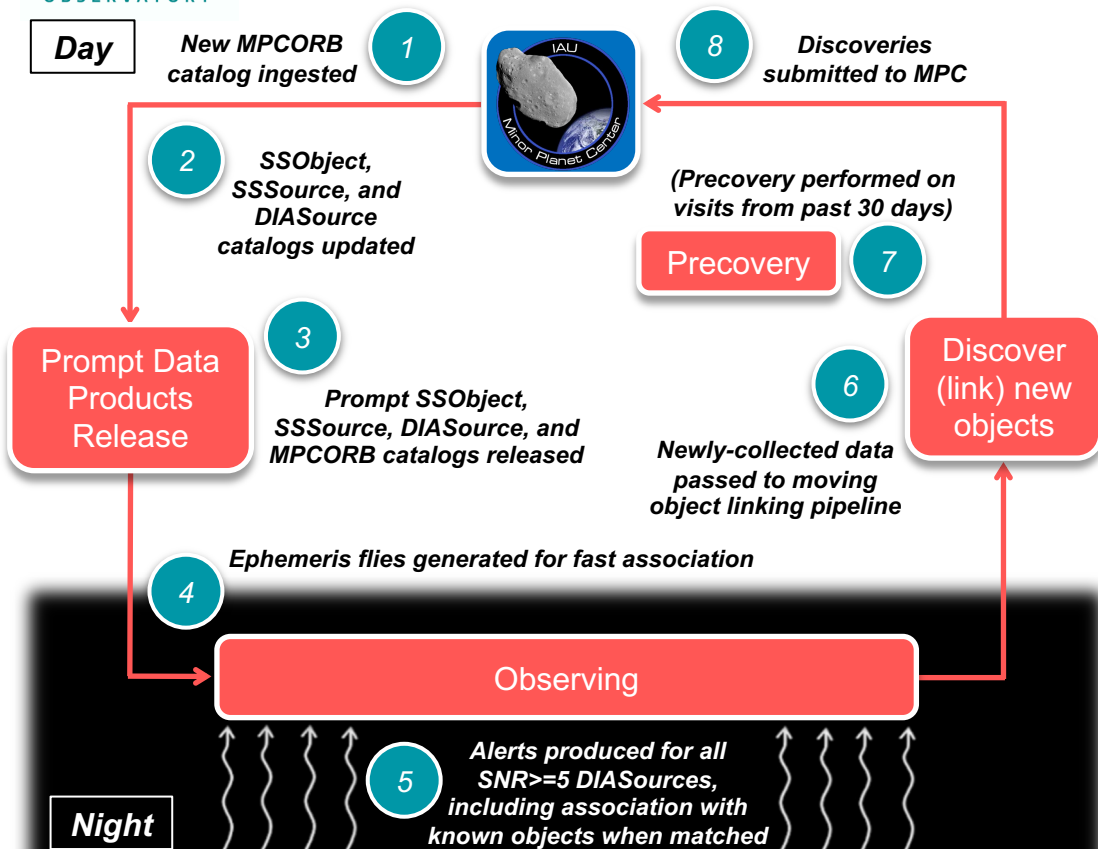 OBSERVATORY
Day
New MPCORB
catalog ingested
1
IAU
Minor Planet Center
8
Discoveries
submitted to MPC
2
SSObject,
SSSource, and
DIASource
catalogs updated
(Precovery performed on
visits from past 30 days)
Precovery
7
Prompt Data
Products
Release
3
Prompt SSObject,
SSSource, DIASource, and
MPCORB catalogs released
6
Discover
(link) new
objects
Newly-collected data
passed to moving
object linking pipeline
4
Ephemeris flies generated for fast association
Observing
5
Alerts produced for all
SNR>=5 DIASources,
including association with
known objects when matched
Night